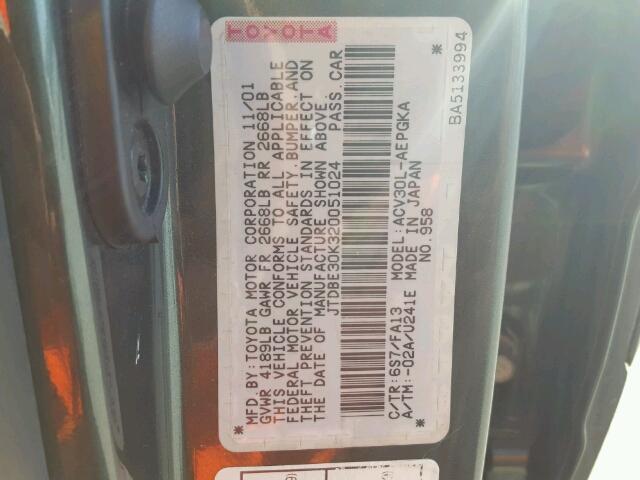 TOYOTA
MFD. BY: TOYOTA MOTOR CORPORATION 11/01
GVWR 4189LB GAWR FR 2668LB RR 2668LB
THIS VEHICLE CONFORMS TO ALL APPLICABLE
FEDERAL MOTOR VEHICLE SAFETY, BUMPER, AND
THEFT PREVENTION STANDARDS IN EFFECT ON
THE DATE OF MANUFACTURE SHOWN ABOVE.
JTDBE30K320051024 PASS. CAR
C/TR: 6S7/FA13 MODEL: ACV30L-AEPGKA
A/TM: -02A/U241E MADE IN JAPAN
NO. 958
BA5133994